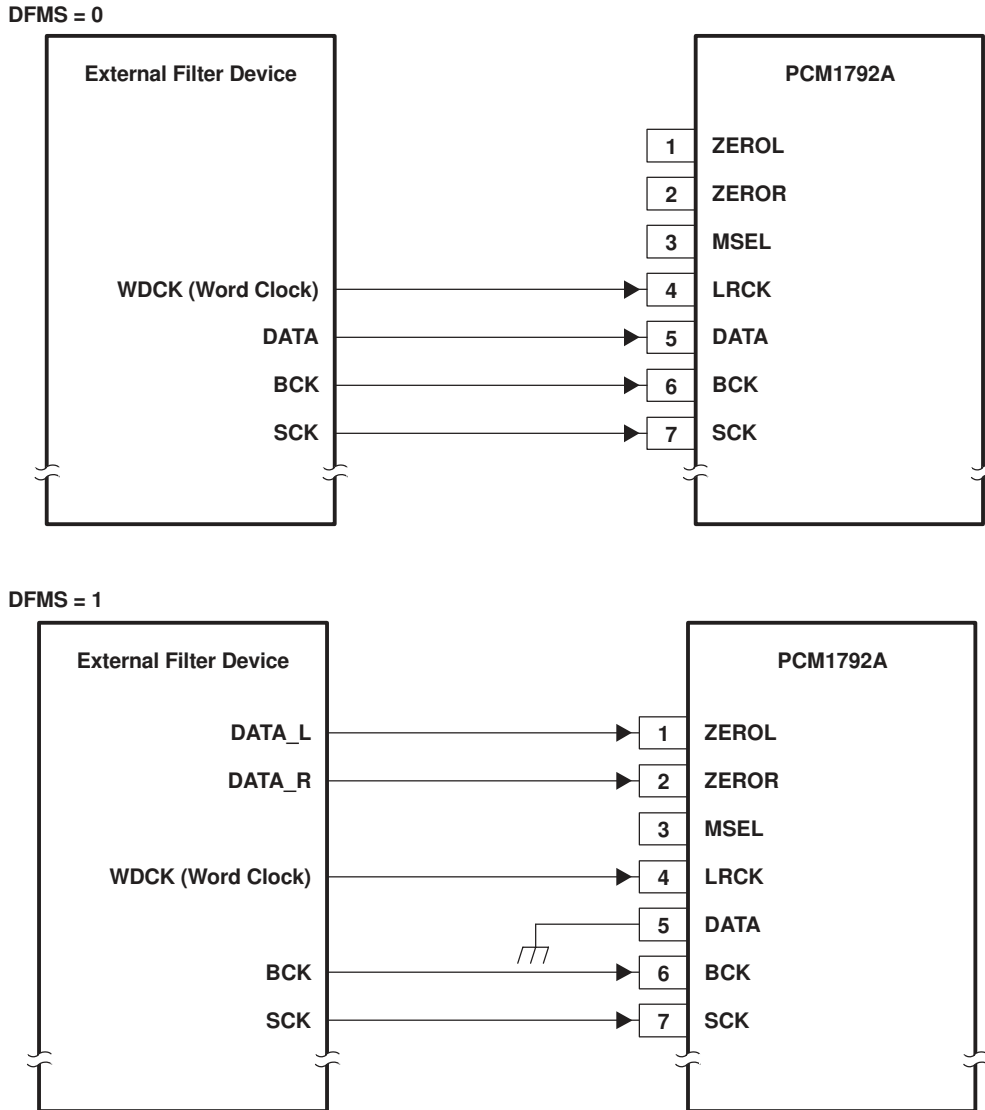 DFMS = 0
External Filter Device
PCM1792A
1 ZEROL
2 ZEROR
3 MSEL
WDCK (Word Clock) 4 LRCK
DATA 5 DATA
BCK 6 BCK
SCK 7 SCK
DFMS = 1
External Filter Device
PCM1792A
DATA_L 1 ZEROL
DATA_R 2 ZEROR
3 MSEL
WDCK (Word Clock) 4 LRCK
5 DATA
BCK 6 BCK
SCK 7 SCK